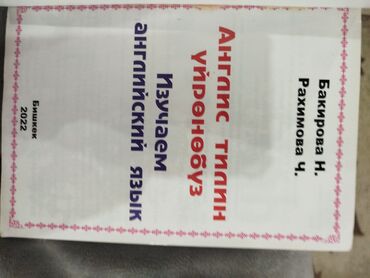 Бакирова Н.
Рахимова Ч.
Англис тилин
үйрөнөбүз
Изучаем
английский язык
Бишкек
2022